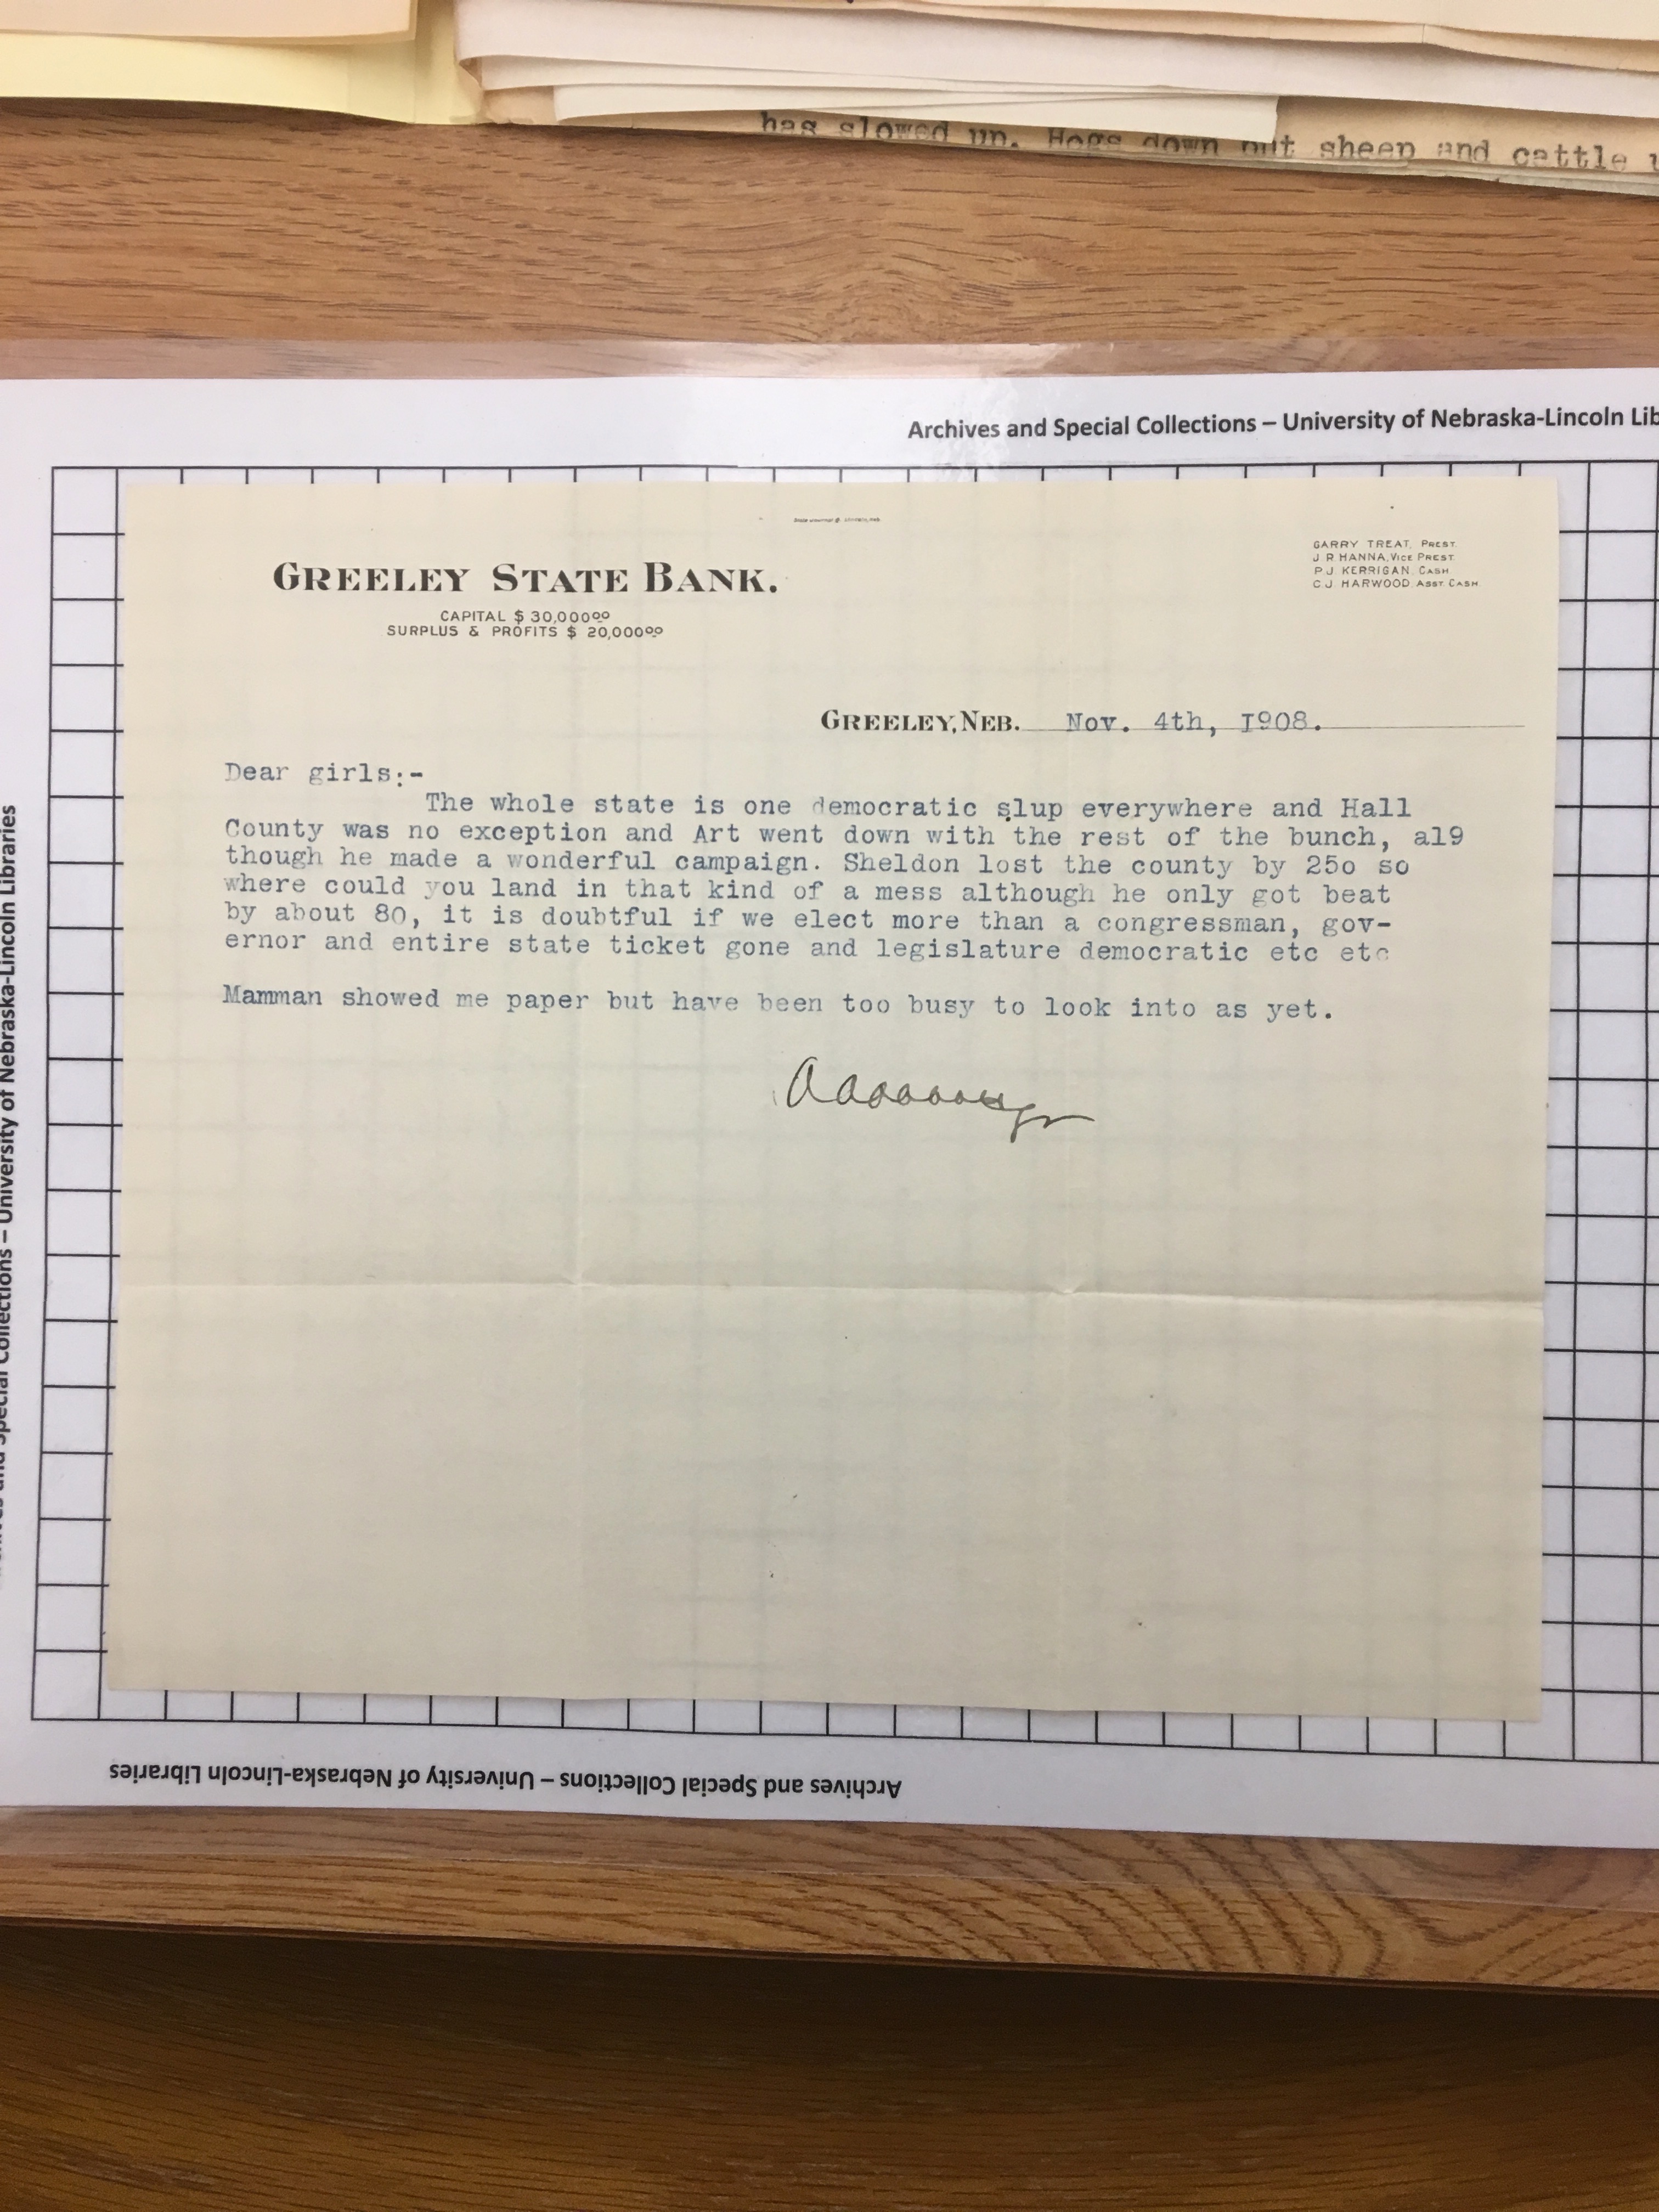 has slowed up. Hogs down but sheep and cattle
Archives and Special Collections – University of Nebraska-Lincoln Lib
GREELEY STATE BANK.
CAPITAL $ 30,000.00
SURPLUS & PROFITS $ 20,000.00
GARRY TREAT, PREST.
J R HANNA, VICE PREST.
P.J. KERRIGAN, CASH.
C.J. HARWOOD, ASST. CASH.
GREELEY, NEB. Nov. 4th, I908.
Dear girls:-
The whole state is one democratic slup everywhere and Hall
County was no exception and Art went down with the rest of the bunch, al9
though he made a wonderful campaign. Sheldon lost the county by 25o so
where could you land in that kind of a mess although he only got beat
by about 80, it is doubtful if we elect more than a congressman, gov-
ernor and entire state ticket gone and legislature democratic etc etc
Mamman showed me paper but have been too busy to look into as yet.
Archives and Special Collections – University of Nebraska-Lincoln Libraries
Special Collections – University of Nebraska-Lincoln Libraries